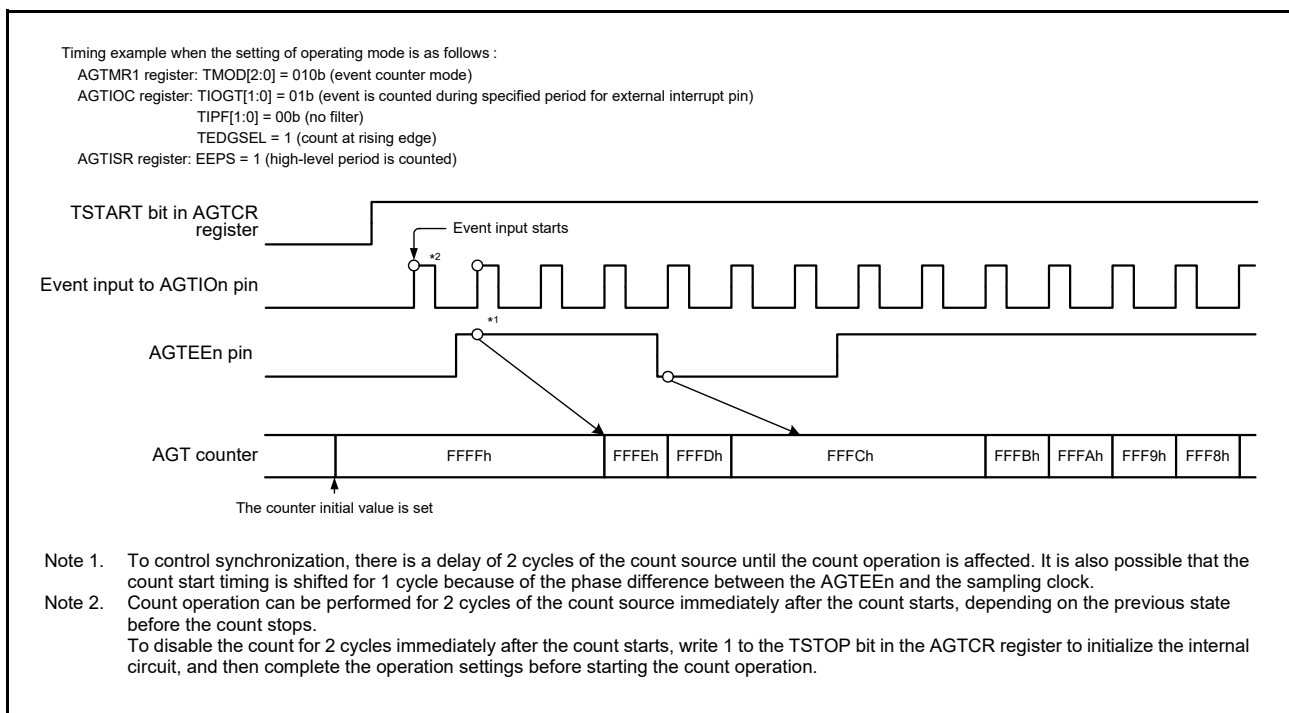 Timing example when the setting of operating mode is as follows :
AGTMR1 register: TMOD[2:0] = 010b (event counter mode)
AGTIOC register: TIOGT[1:0] = 01b (event is counted during specified period for external interrupt pin)
TIPF[1:0] = 00b (no filter)
TEDGSEL = 1 (count at rising edge)
AGTISR register: EEPS = 1 (high-level period is counted)
TSTART bit in AGTCR
register
Event input starts
*2
Event input to AGTIOn pin
*1
AGTEEn pin
AGT counter
FFFFh FFFEh FFFDh FFFCh FFFBh FFFAh FFF9h FFF8h
The counter initial value is set
Note 1. To control synchronization, there is a delay of 2 cycles of the count source until the count operation is affected. It is also possible that the
count start timing is shifted for 1 cycle because of the phase difference between the AGTEEn and the sampling clock.
Note 2. Count operation can be performed for 2 cycles of the count source immediately after the count starts, depending on the previous state
before the count stops.
To disable the count for 2 cycles immediately after the count starts, write 1 to the TSTOP bit in the AGTCR register to initialize the internal
circuit, and then complete the operation settings before starting the count operation.